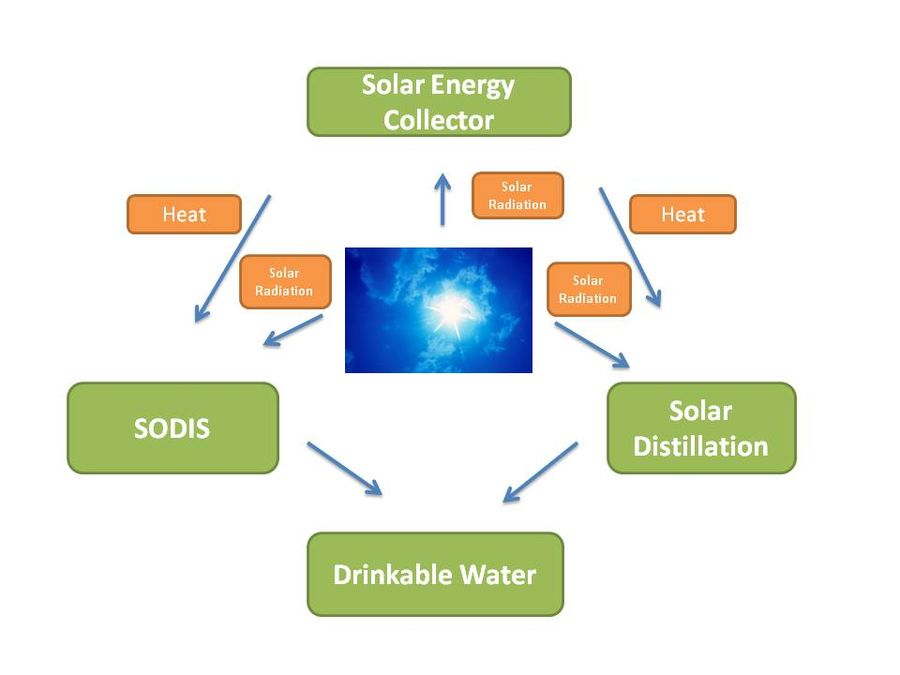 Solar Energy
Collector
Solar
Radiation
Heat
Heat
Solar
Radiation
Solar
Radiation
SODIS
Solar
Distillation
Drinkable Water